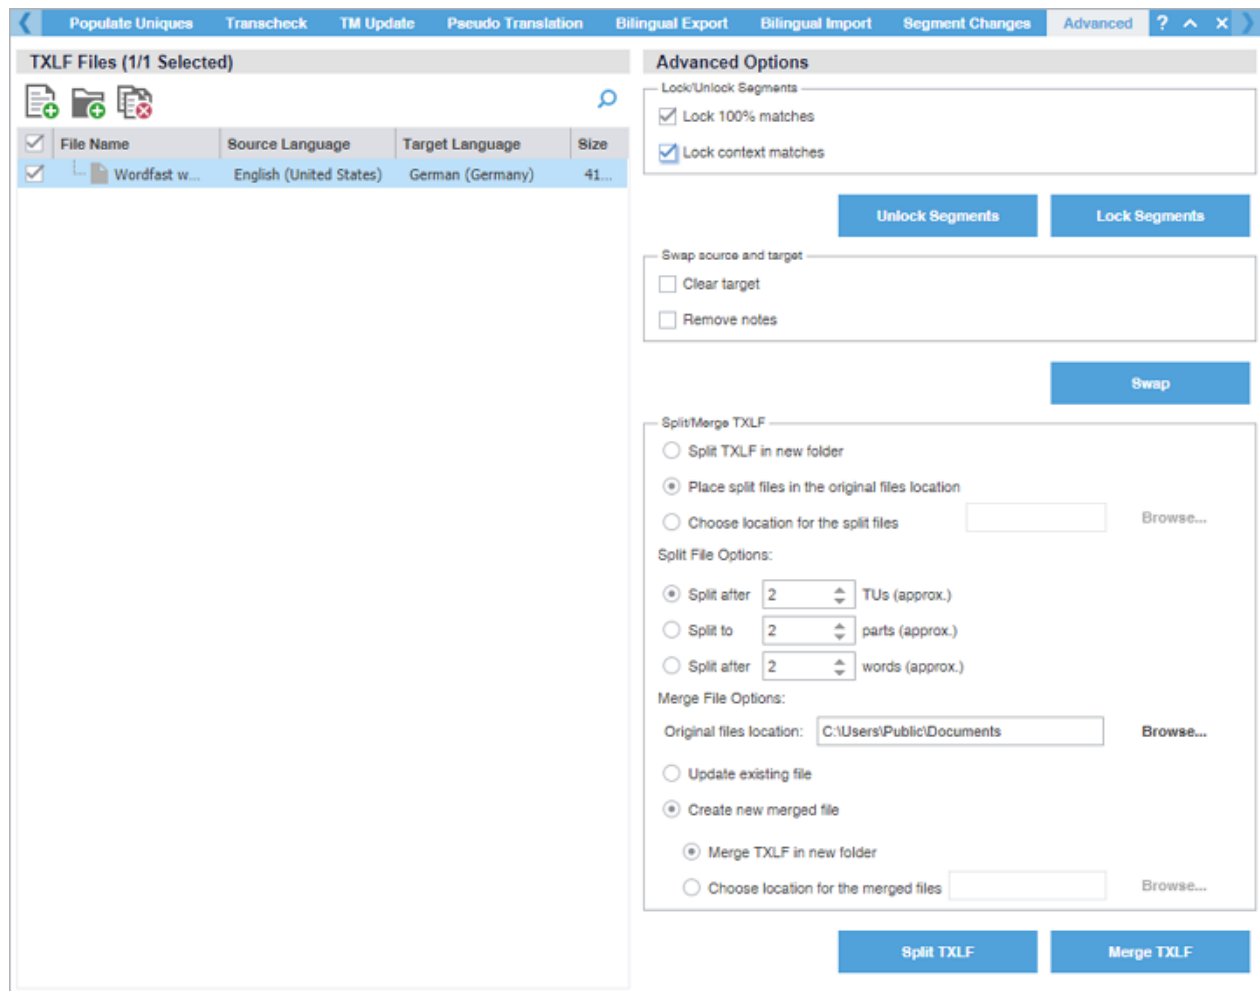 Populate Uniques Transcheck TM Update Pseudo Translation Bilingual Export Bilingual Import Segment Changes Advanced ?
TXLF Files (1/1 Selected)
File Name Source Language Target Language Size
Wordfast w... English (United States) German (Germany) 41...
Advanced Options
Lock/Unlock Segments
Lock 100% matches
Lock context matches
Unlock Segments Lock Segments
Swap source and target
Clear target
Remove notes
Swap
Split/Merge TXLF
Split TXLF in new folder
Place split files in the original files location
Choose location for the split files Browse...
Split File Options:
Split after 2 TUs (approx.)
Split to 2 parts (approx.)
Split after 2 words (approx.)
Merge File Options:
Original files location: C:\Users\Public\Documents Browse...
Update existing file
Create new merged file
Merge TXLF in new folder
Choose location for the merged files Browse...
Split TXLF Merge TXLF